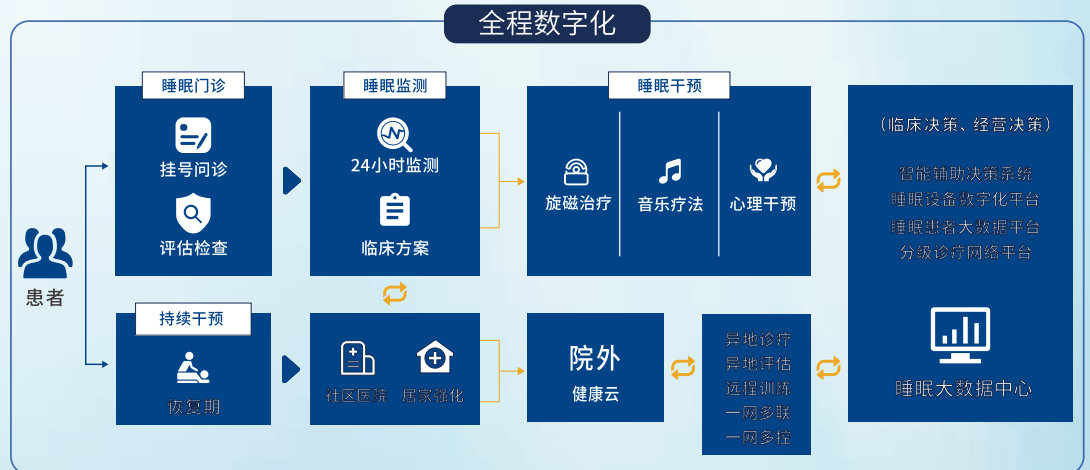 全程数字化
患者
睡眠门诊
挂号问诊
评估检查
睡眠监测
24小时监测
临床方案
睡眠干预
旋磁治疗
音乐疗法
心理干预
（临床决策、经营决策）
智能辅助决策系统
睡眠设备数字化平台
睡眠患者大数据平台
分级诊疗网络平台
睡眠大数据中心
持续干预
恢复期
社区医院
居家强化
院外
健康云
异地诊疗
异地评估
远程训练
一网多联
一网多控